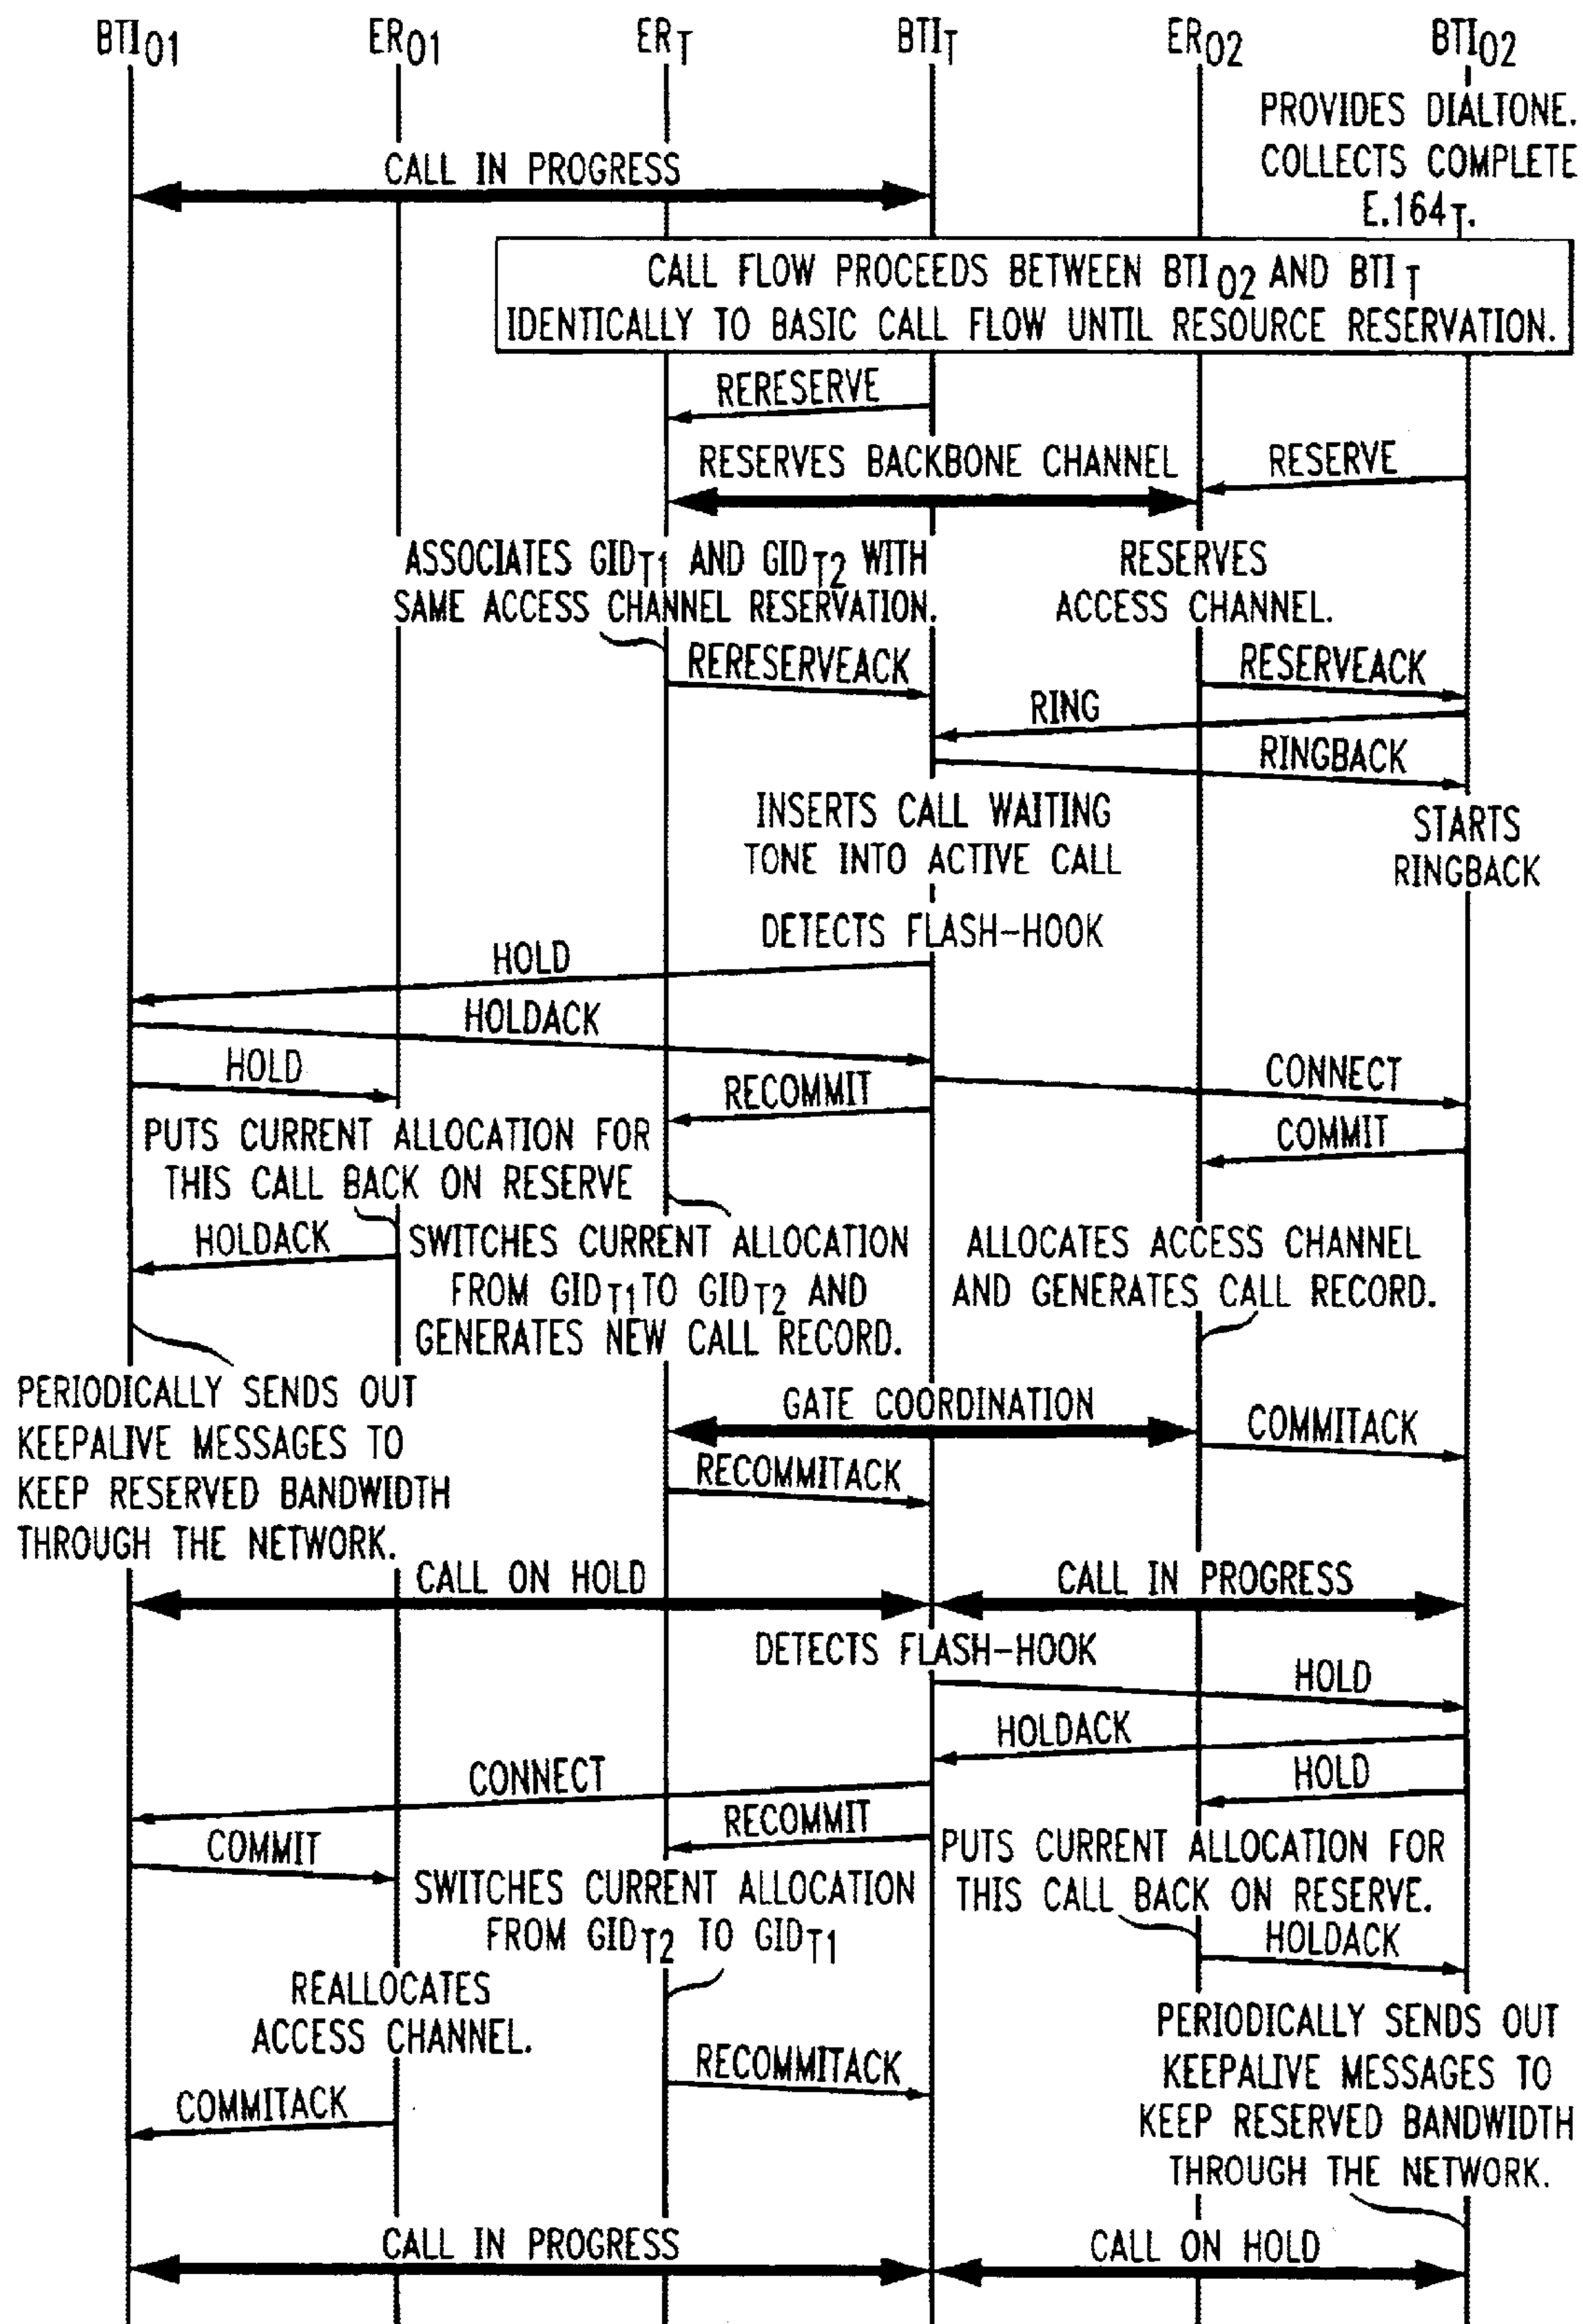 BTI01 ER01 ERT BTIT ER02 BTI02
PROVIDES DIALTONE.
COLLECTS COMPLETE
E.164T.
CALL IN PROGRESS
CALL FLOW PROCEEDS BETWEEN BTI02 AND BTIT
IDENTICALLY TO BASIC CALL FLOW UNTIL RESOURCE RESERVATION.
RERESERVE
RESERVES BACKBONE CHANNEL
RESERVE
ASSOCIATES GIDT1 AND GIDT2 WITH
SAME ACCESS CHANNEL RESERVATION.
RESERVES
ACCESS CHANNEL.
RERESERVEACK
RESERVEACK
RING
RINGBACK
INSERTS CALL WAITING
TONE INTO ACTIVE CALL
STARTS
RINGBACK
DETECTS FLASH-HOOK
HOLD
HOLDACK
HOLD
CONNECT
RECOMMIT
COMMIT
PUTS CURRENT ALLOCATION FOR
THIS CALL BACK ON RESERVE
HOLDACK
SWITCHES CURRENT ALLOCATION
FROM GIDT1 TO GIDT2 AND
GENERATES NEW CALL RECORD.
ALLOCATES ACCESS CHANNEL
AND GENERATES CALL RECORD.
PERIODICALLY SENDS OUT
KEEPALIVE MESSAGES TO
KEEP RESERVED BANDWIDTH
THROUGH THE NETWORK.
GATE COORDINATION
COMMITACK
RECOMMITACK
CALL ON HOLD
CALL IN PROGRESS
DETECTS FLASH-HOOK
HOLD
HOLDACK
CONNECT
HOLD
RECOMMIT
COMMIT
PUTS CURRENT ALLOCATION FOR
THIS CALL BACK ON RESERVE.
SWITCHES CURRENT ALLOCATION
FROM GIDT2 TO GIDT1
HOLDACK
REALLOCATES
ACCESS CHANNEL.
PERIODICALLY SENDS OUT
KEEPALIVE MESSAGES TO
KEEP RESERVED BANDWIDTH
THROUGH THE NETWORK.
RECOMMITACK
COMMITACK
CALL IN PROGRESS
CALL ON HOLD